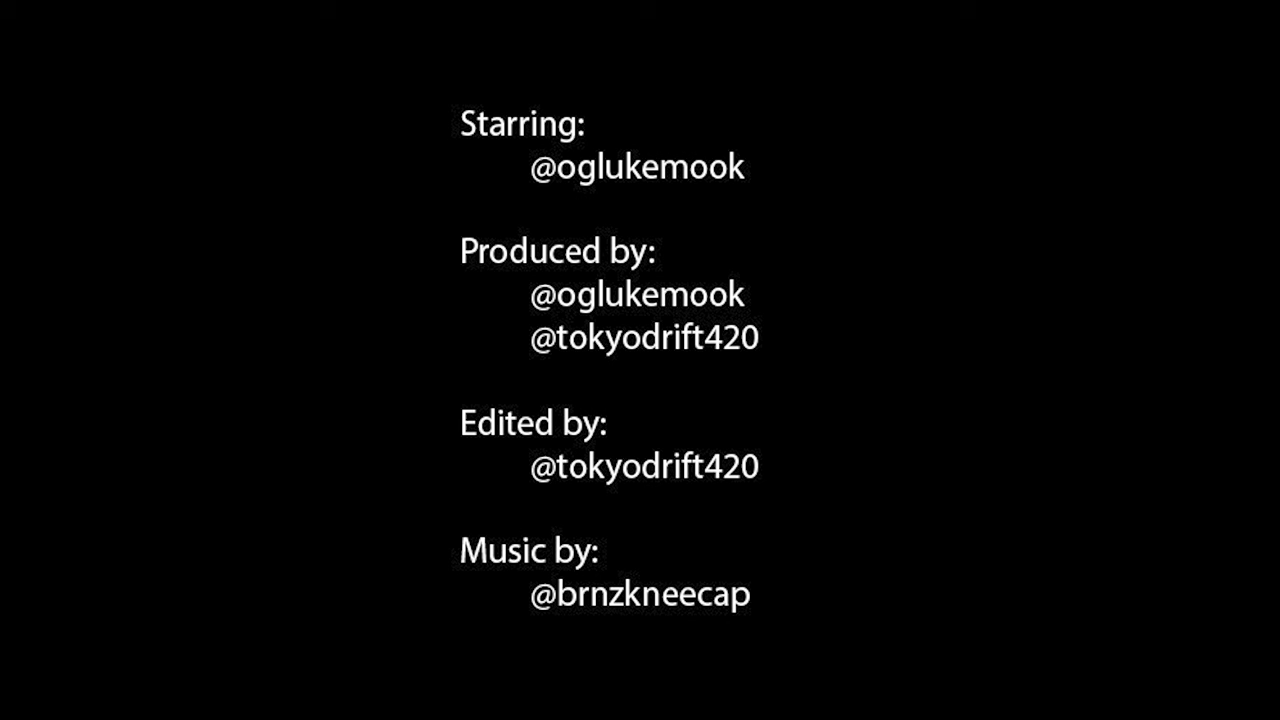 Starring:
@oglukemook
Produced by:
@oglukemook
@tokyodrift420
Edited by:
@tokyodrift420
Music by:
@brnzkneecap